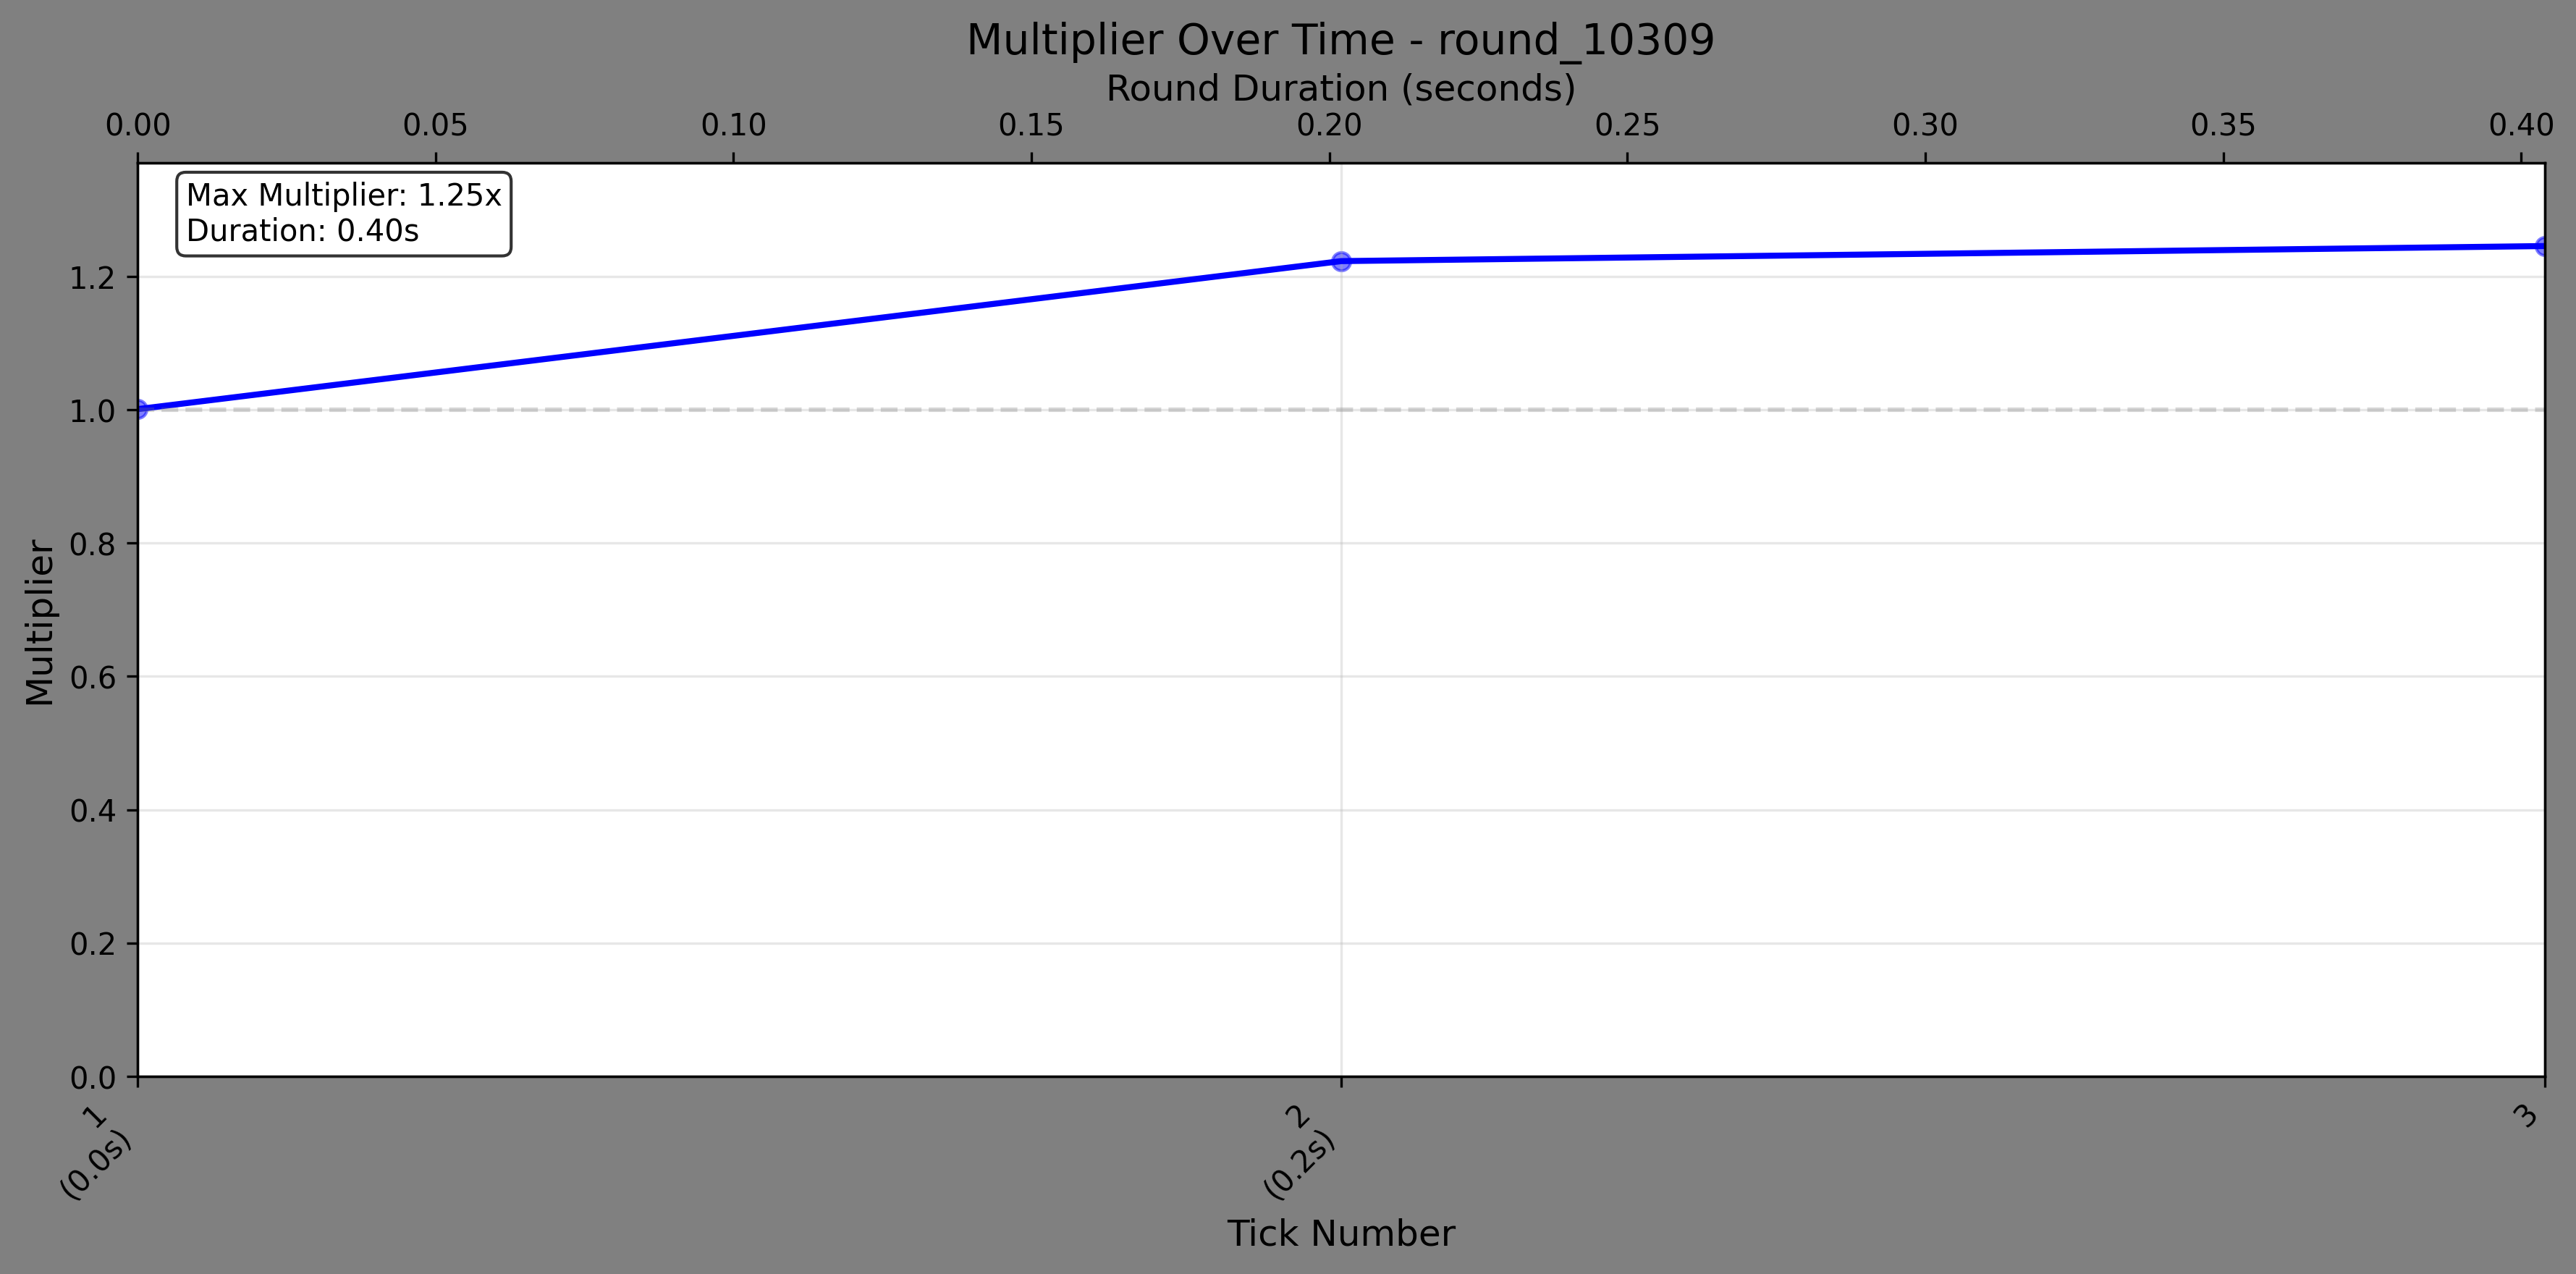 Multiplier Over Time - round_10309
Round Duration (seconds)
0.00 0.05 0.10 0.15 0.20 0.25 0.30 0.35 0.40
Max Multiplier: 1.25x
Duration: 0.40s
Multiplier
1.2
1.0
0.8
0.6
0.4
0.2
0.0
1
(0.0s)
2
(0.2s)
3
Tick Number